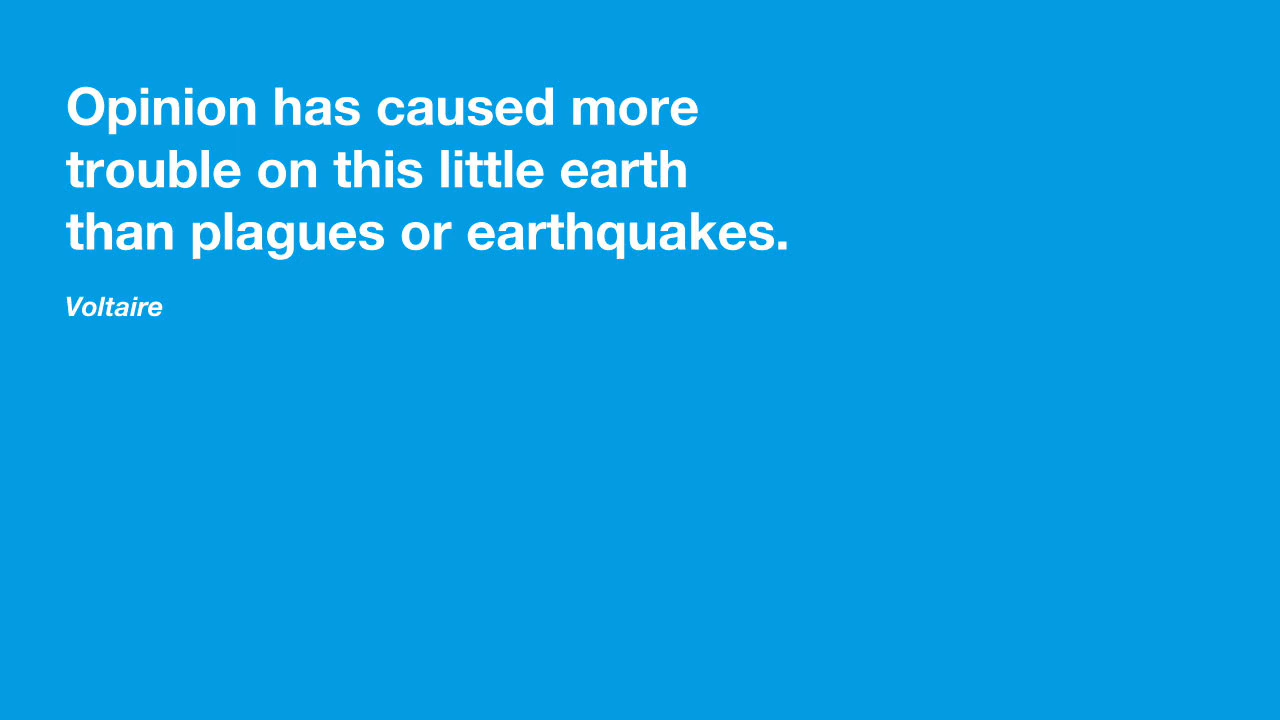 Opinion has caused more
trouble on this little earth
than plagues or earthquakes.
Voltaire